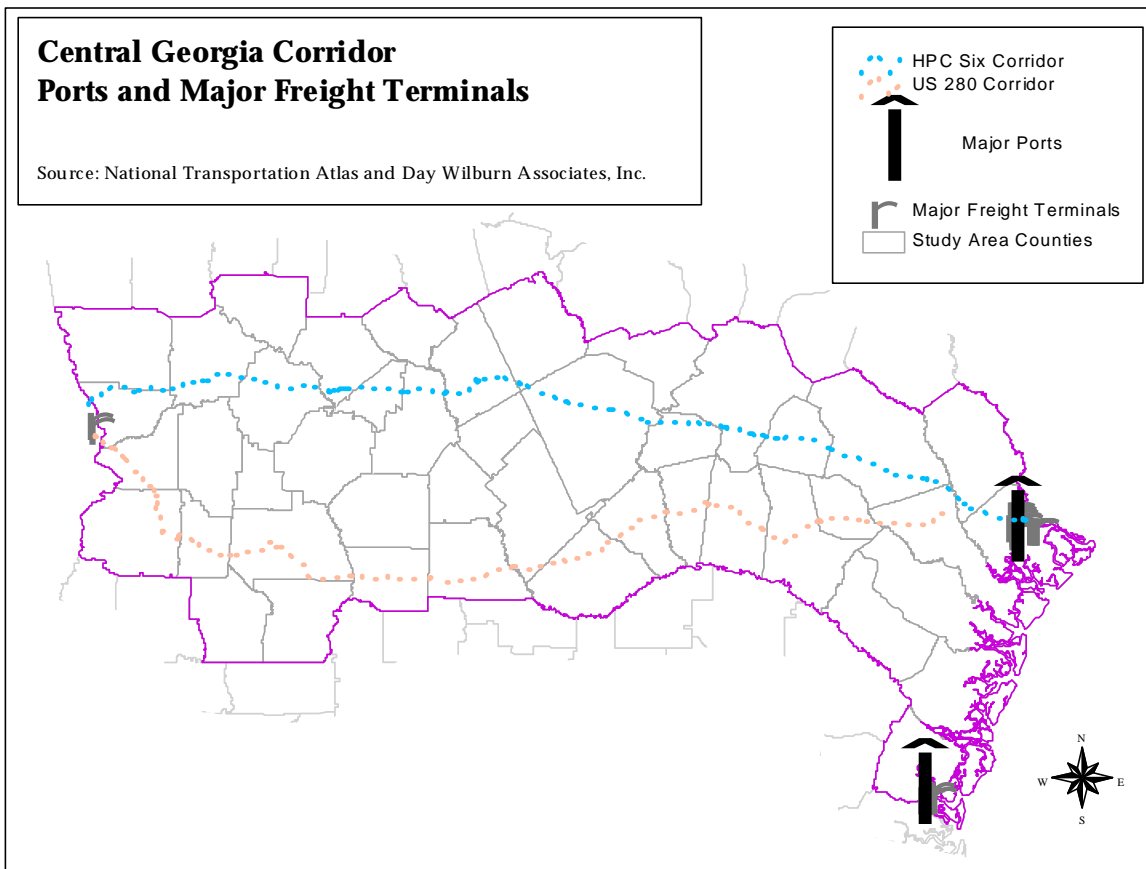 Central Georgia Corridor
Ports and Major Freight Terminals
Source: National Transportation Atlas and Day Wilburn Associates, Inc.
HPC Six Corridor
US 280 Corridor
Major Ports
r Major Freight Terminals
Study Area Counties
r
r
r
N
W E
S